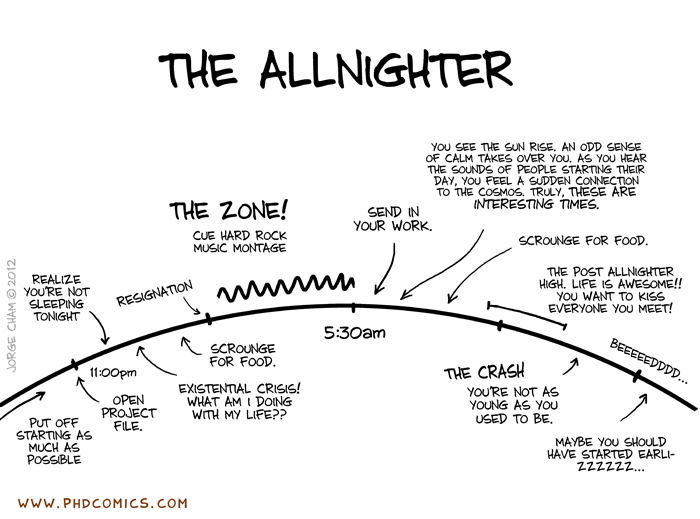 THE ALLNIGHTER
YOU SEE THE SUN RISE. AN ODD SENSE
OF CALM TAKES OVER YOU. AS YOU HEAR
THE SOUNDS OF PEOPLE STARTING THEIR
DAY, YOU FEEL A SUDDEN CONNECTION
TO THE COSMOS. TRULY, THESE ARE
INTERESTING TIMES.
THE ZONE!
CUE HARD ROCK
MUSIC MONTAGE
SEND IN
YOUR WORK.
SCROUNGE FOR FOOD.
THE POST ALLNIGHTER
HIGH. LIFE IS AWESOME!!
YOU WANT TO KISS
EVERYONE YOU MEET!
REALIZE
YOU'RE NOT
SLEEPING
TONIGHT
RESIGNATION
JORGE CHAM © 2012
5:30am
BEEEEEDDDD...
SCROUNGE
FOR FOOD.
11:00pm
THE CRASH
YOU'RE NOT AS
YOUNG AS YOU
USED TO BE.
EXISTENTIAL CRISIS!
WHAT AM I DOING
WITH MY LIFE??
OPEN
PROJECT
FILE.
PUT OFF
STARTING AS
MUCH AS
POSSIBLE
MAYBE YOU SHOULD
HAVE STARTED EARLI-
ZZZZZZ...
WWW.PHDCOMICS.COM